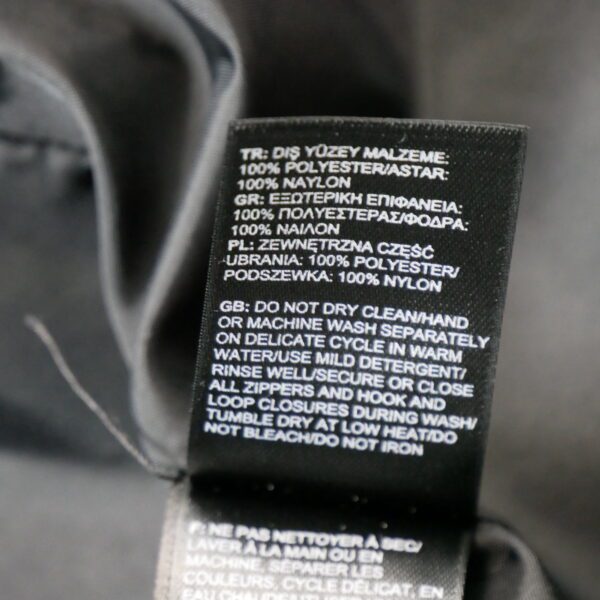 TR: DIŞ YÜZEY MALZEME:
100% POLYESTER/ASTAR:
100% NAYLON
GR: ΕΞΩΤΕΡΙΚΗ ΕΠΙΦΑΝΕΙΑ:
100% ΠΟΛΥΕΣΤΕΡΑΣ/ΦΟΔΡΑ:
100% ΝΑΙΛΟΝ
PL: ZEWNĘTRZNA CZĘŚĆ
UBRANIA: 100% POLYESTER/
PODSZEWKA: 100% NYLON
GB: DO NOT DRY CLEAN/HAND
OR MACHINE WASH SEPARATELY
ON DELICATE CYCLE IN WARM
WATER/USE MILD DETERGENT/
RINSE WELL/SECURE OR CLOSE
ALL ZIPPERS AND HOOK AND
LOOP CLOSURES DURING WASH/
TUMBLE DRY AT LOW HEAT/DO
NOT BLEACH/DO NOT IRON
F: NE PAS NETTOYER À SEC/
LAVER À LA MAIN OU EN
MACHINE, SÉPARER LES
COULEURS, CYCLE DÉLICAT, EN
EAU CHAUDE